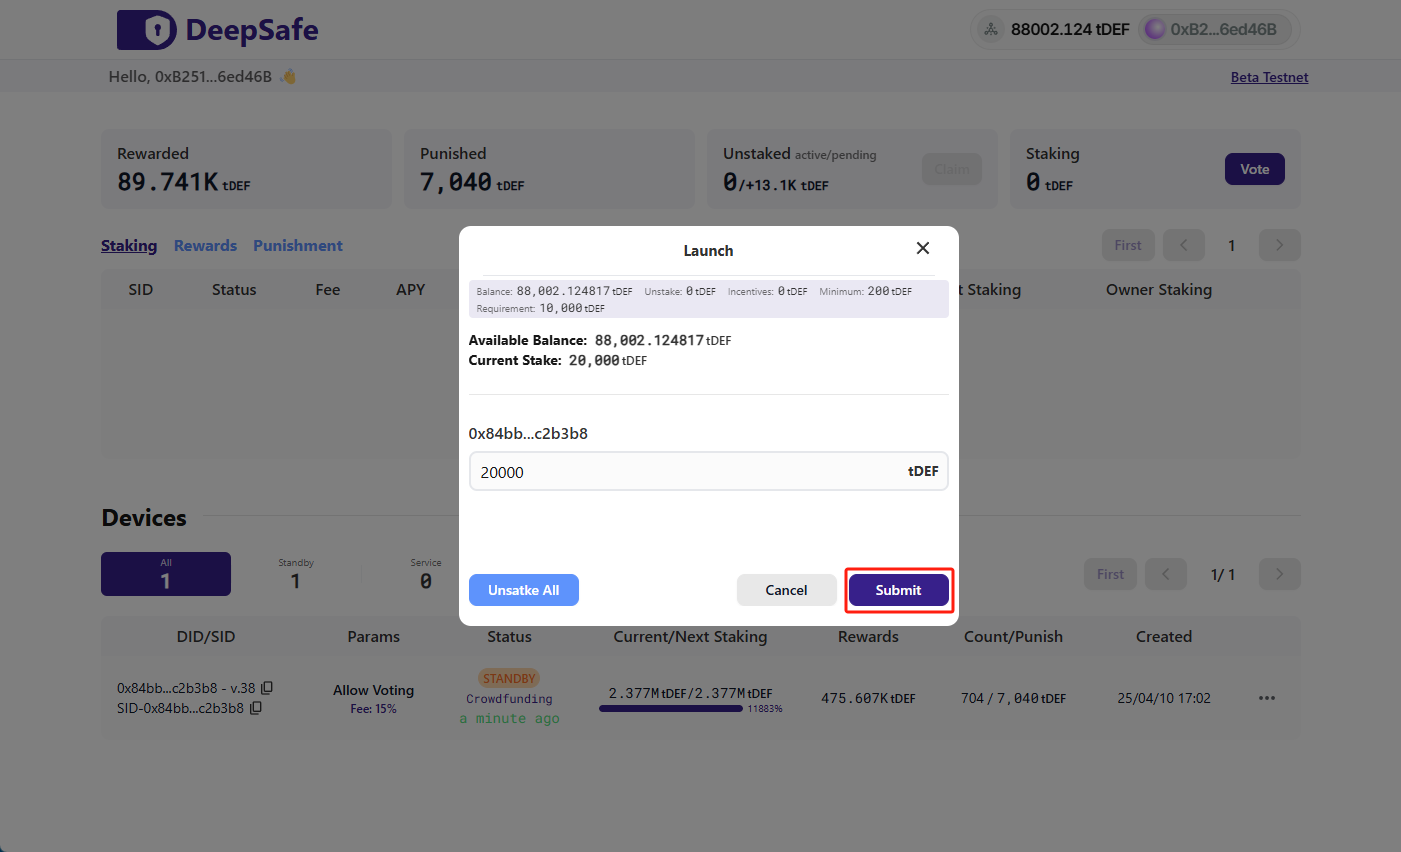 DeepSafe
88002.124 tDEF
0xB2...6ed46B
Hello, 0xB251...6ed46B 👋
Beta Testnet
Rewarded
89.741K tDEF
Punished
7,040 tDEF
Unstaked active/pending
0/+13.1K tDEF
Claim
Staking
0 tDEF
Vote
Staking Rewards Punishment
First
1
SID Status Fee APY
t Staking
Owner Staking
Launch
Balance: 88,002.124817 tDEF Unstake: 0 tDEF Incentives: 0 tDEF Minimum: 200 tDEF
Requirement: 10,000 tDEF
Available Balance: 88,002.124817 tDEF
Current Stake: 20,000 tDEF
0x84bb...c2b3b8
20000 tDEF
Unsatke All
Cancel
Submit
Devices
All
1
Standby
1
Service
0
First
1/ 1
DID/SID Params Status Current/Next Staking Rewards Count/Punish Created
0x84bb...c2b3b8 - v.38
SID-0x84bb...c2b3b8
Allow Voting
Fee: 15%
STANDBY
Crowdfunding
a minute ago
2.377M tDEF/2.377M tDEF
11883%
475.607K tDEF
704 / 7,040 tDEF
25/04/10 17:02